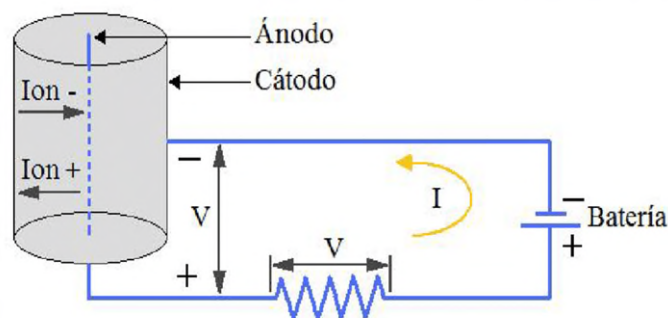 Ánodo
Cátodo
Ion -
Ion +
−
V
I
−
Batería
+
V
+